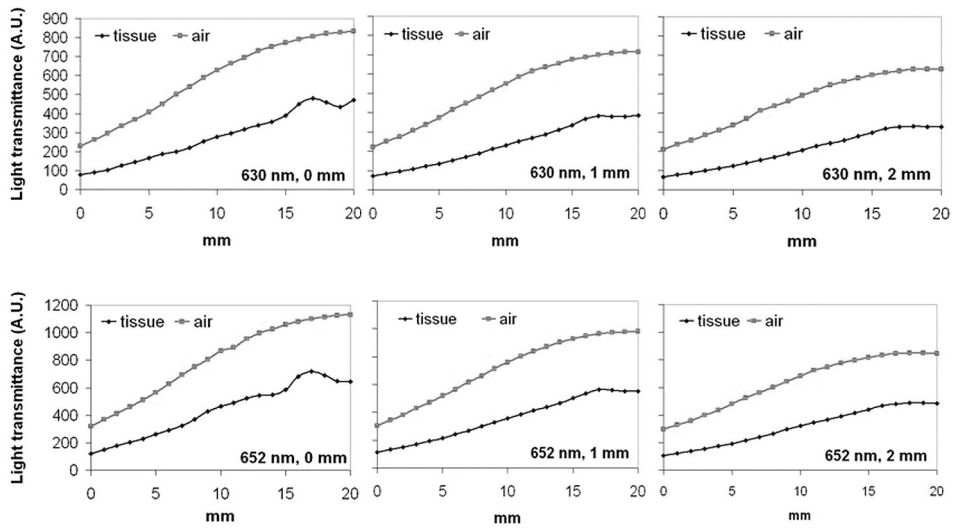 Light transmittance (A.U.)
900
800
700
600
500
400
300
200
100
0
tissue air
630 nm, 0 mm
0 5 10 15 20
mm
tissue air
630 nm, 1 mm
0 5 10 15 20
mm
tissue air
630 nm, 2 mm
0 5 10 15 20
mm
Light transmittance (A.U.)
1200
1000
800
600
400
200
0
tissue air
652 nm, 0 mm
0 5 10 15 20
mm
tissue air
652 nm, 1 mm
0 5 10 15 20
mm
tissue air
652 nm, 2 mm
0 5 10 15 20
mm